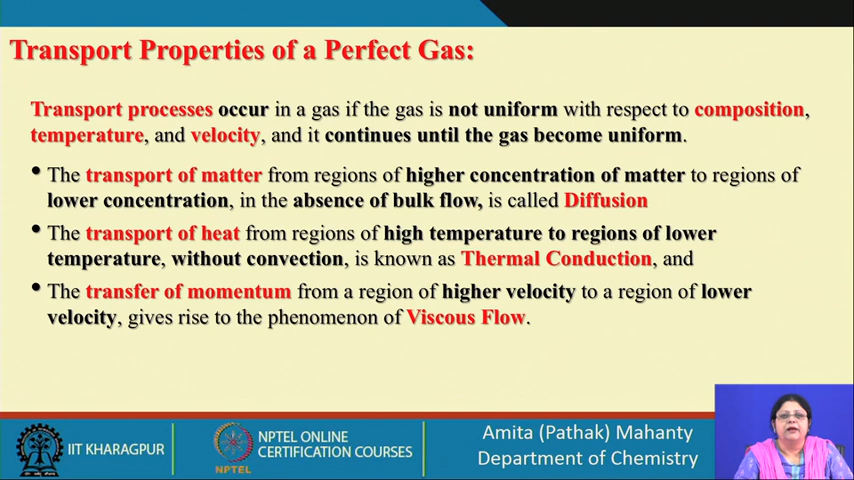 Transport Properties of a Perfect Gas:
Transport processes occur in a gas if the gas is not uniform with respect to composition,
temperature, and velocity, and it continues until the gas become uniform.
• The transport of matter from regions of higher concentration of matter to regions of
lower concentration, in the absence of bulk flow, is called Diffusion
• The transport of heat from regions of high temperature to regions of lower
temperature, without convection, is known as Thermal Conduction, and
• The transfer of momentum from a region of higher velocity to a region of lower
velocity, gives rise to the phenomenon of Viscous Flow.
IIT KHARAGPUR
NPTEL
NPTEL ONLINE
CERTIFICATION COURSES
Amita (Pathak) Mahanty
Department of Chemistry